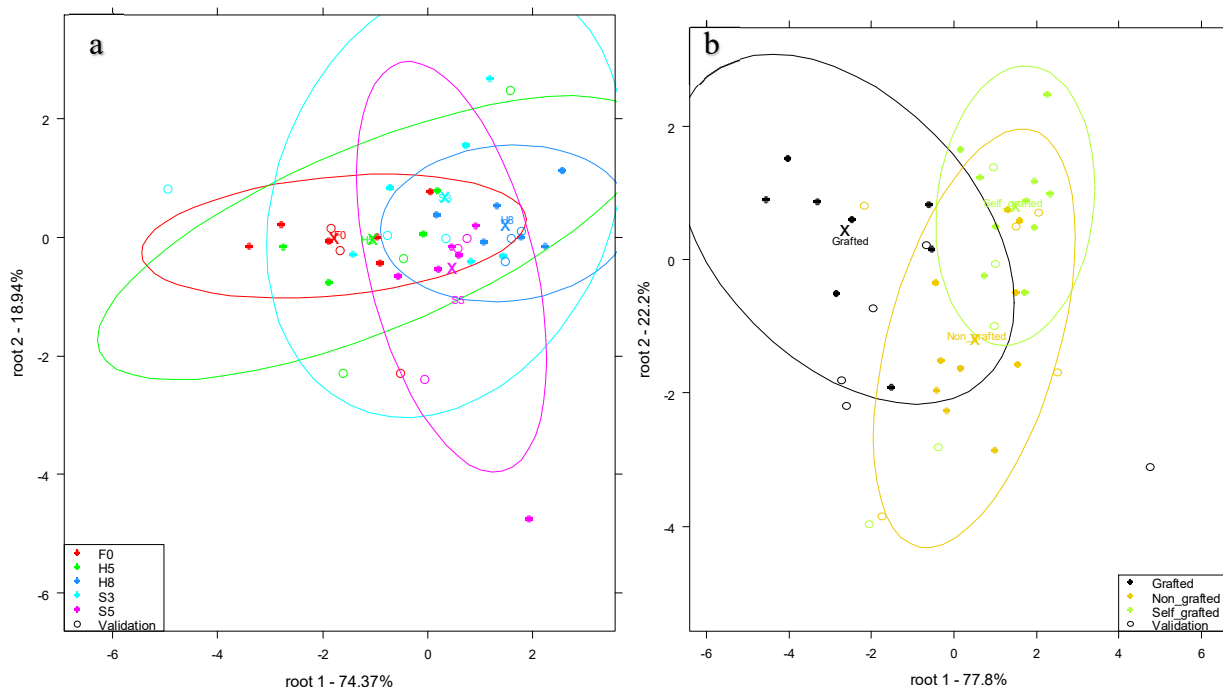 a
2
0
-2
-4
-6
root 2 - 18.94%
F0
H8
S5
F0
H5
H8
S3
S5
Validation
-6
-4
-2
0
2
root 1 - 74.37%
b
2
0
-2
-4
root 2 - 22.2%
Self_grafted
Grafted
Non_grafted
Grafted
Non_grafted
Self_grafted
Validation
-6
-4
-2
0
2
4
6
root 1 - 77.8%